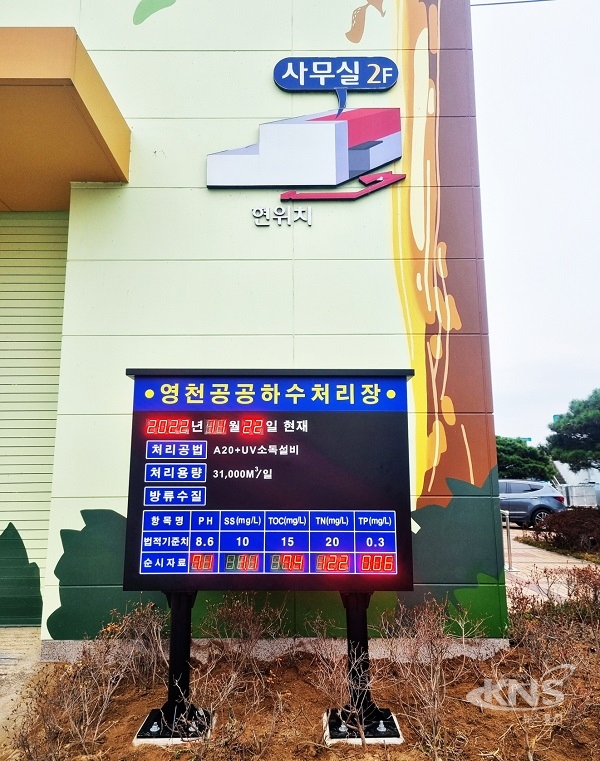 사무실 2F
현위치
•영천공공하수처리장•
2022년 11월 22일 현재
처리공법 A20+UV소독설비
처리용량 31,000M³/일
방류수질
항목명 PH SS(mg/L) TOC(mg/L) TN(mg/L) TP(mg/L)
법적기준치 8.6 10 15 20 0.3
순시자료
KNS